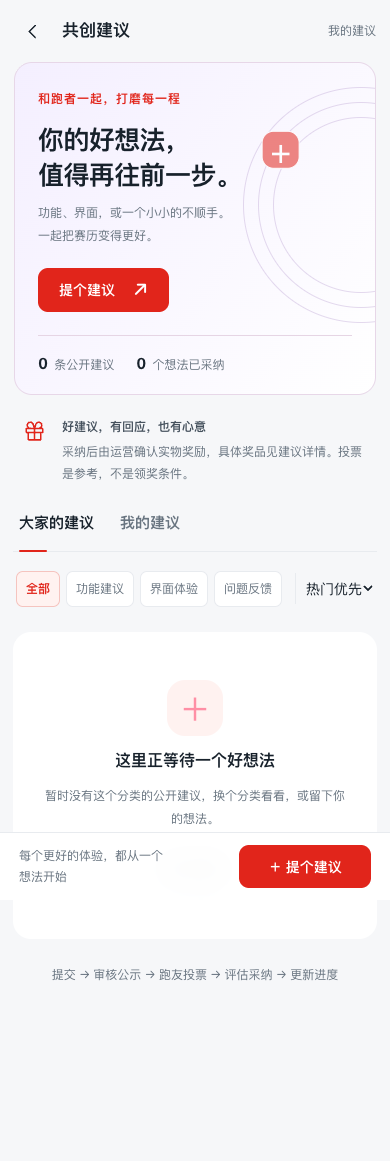 共创建议
我的建议
和跑者一起，打磨每一程
你的好想法，
值得再往前一步。
功能、界面，或一个小小的不顺手。
一起把赛历变得更好。
提个建议
0 条公开建议 0 个想法已采纳
好建议，有回应，也有心意
采纳后由运营确认实物奖励，具体奖品见建议详情。投票
是参考，不是领奖条件。
大家的建议 我的建议
全部 功能建议 界面体验 问题反馈 热门优先
这里正等待一个好想法
暂时没有这个分类的公开建议，换个分类看看，或留下你
的想法。
每个更好的体验，都从一个
想法开始
+ 提个建议
提交 → 审核公示 → 跑友投票 → 评估采纳 → 更新进度